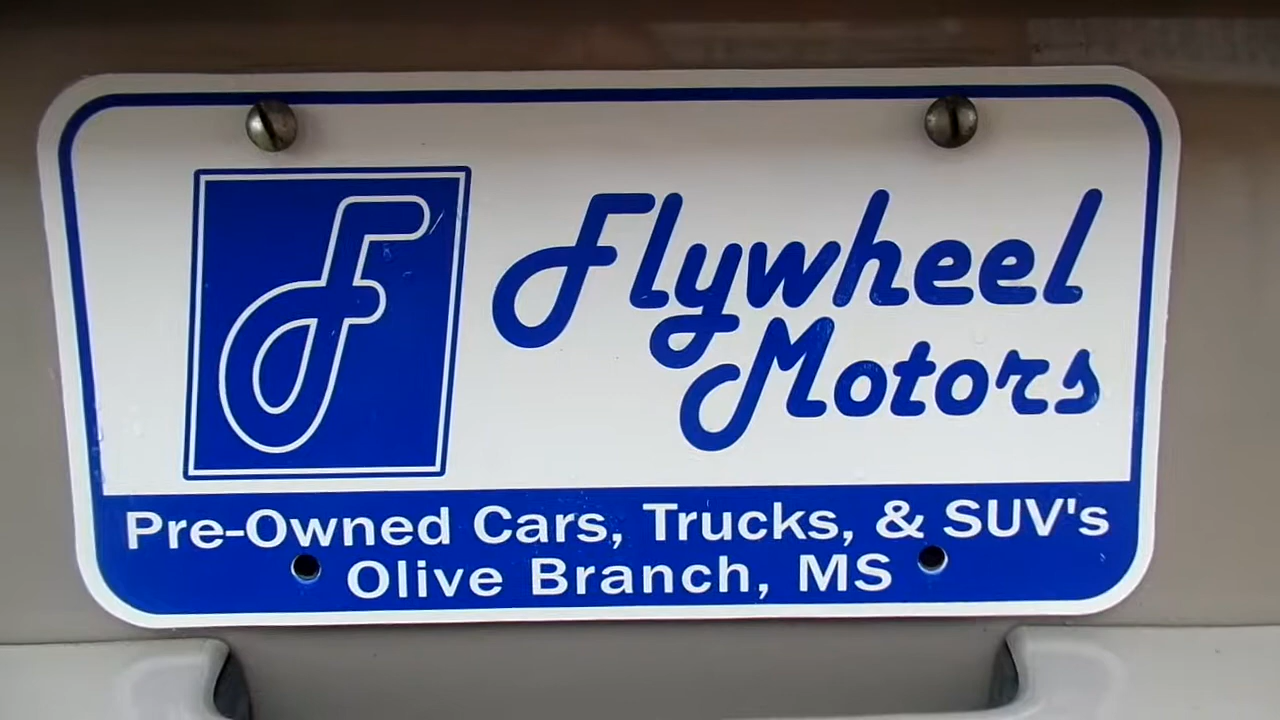 F
Flywheel
Motors
Pre-Owned Cars, Trucks, & SUV's
Olive Branch, MS